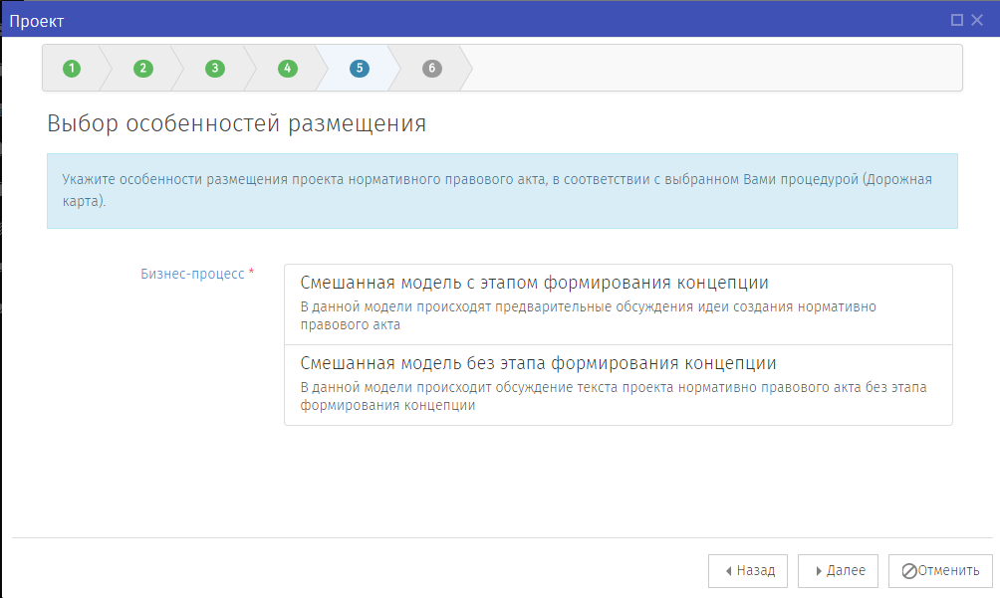 Проект
1 2 3 4 5 6
Выбор особенностей размещения
Укажите особенности размещения проекта нормативного правового акта, в соответствии с выбранном Вами процедурой (Дорожная
карта).
Бизнес-процесс *
Смешанная модель с этапом формирования концепции
В данной модели происходят предварительные обсуждения идеи создания нормативно
правового акта
Смешанная модель без этапа формирования концепции
В данной модели происходит обсуждение текста проекта нормативно правового акта без этапа
формирования концепции
Назад Далее Отменить